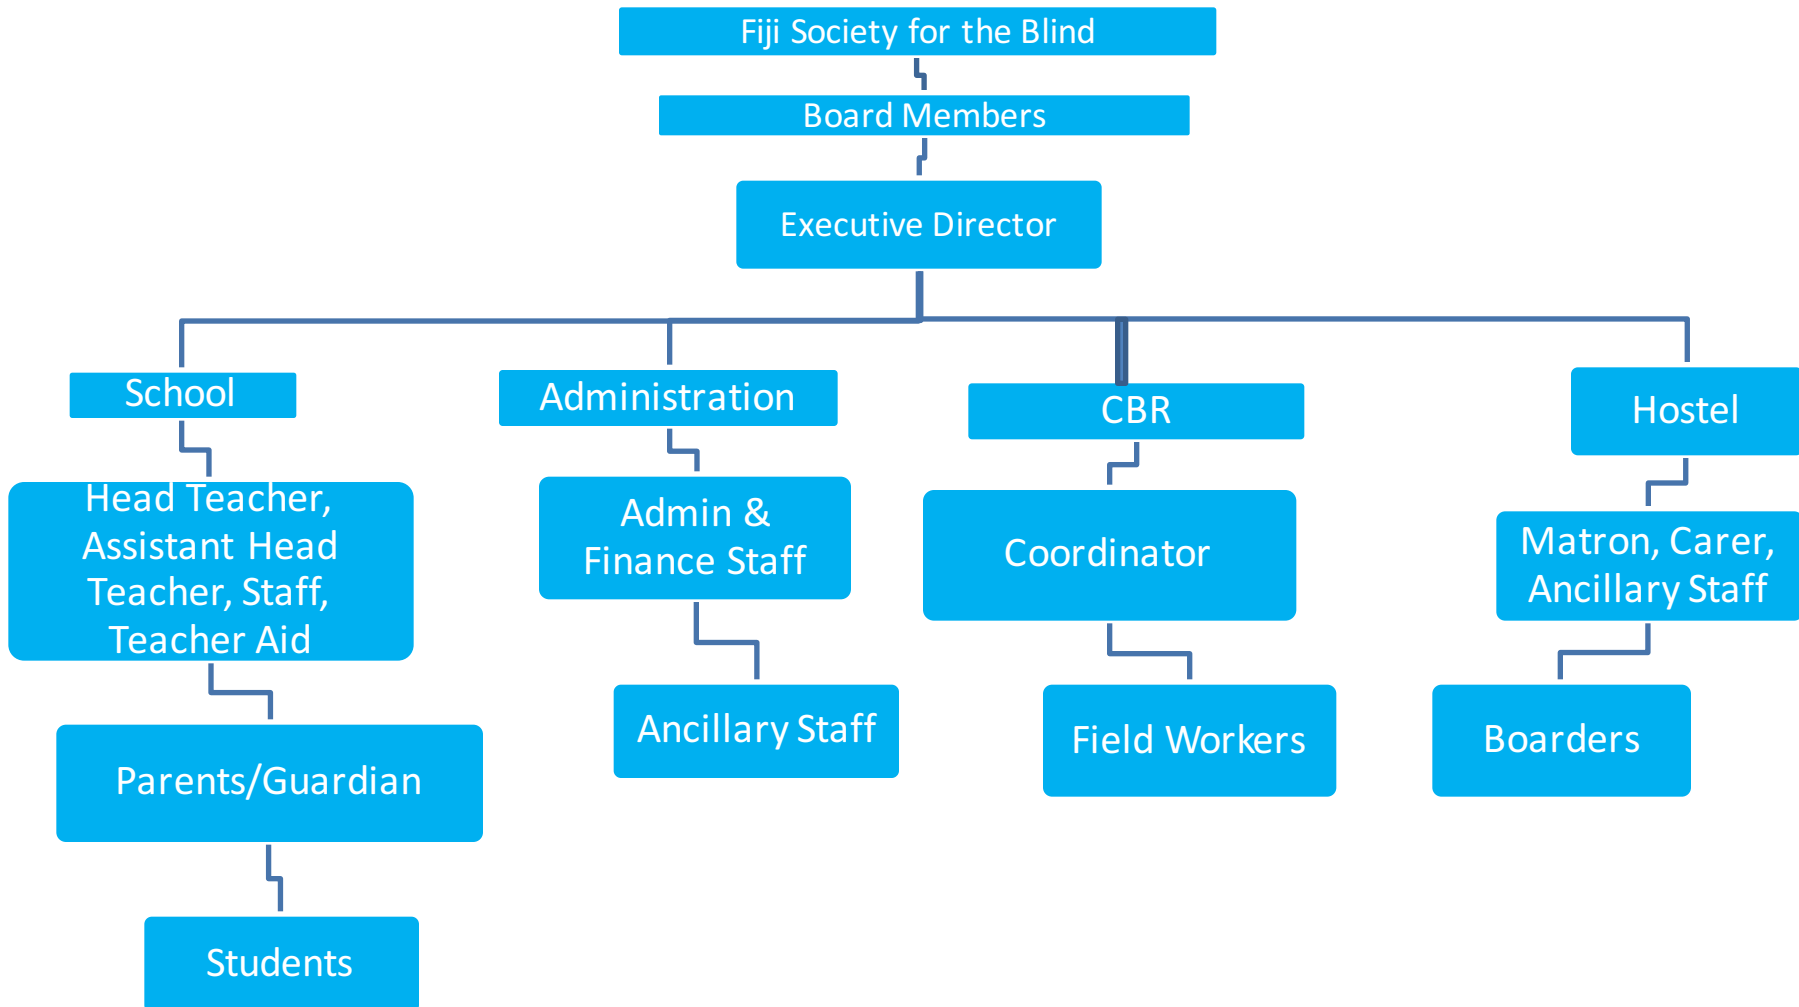 Fiji Society for the Blind
Board Members
Executive Director
School
Administration
CBR
Hostel
Head Teacher,
Assistant Head
Teacher, Staff,
Teacher Aid
Admin &
Finance Staff
Coordinator
Matron, Carer,
Ancillary Staff
Parents/Guardian
Ancillary Staff
Field Workers
Boarders
Students